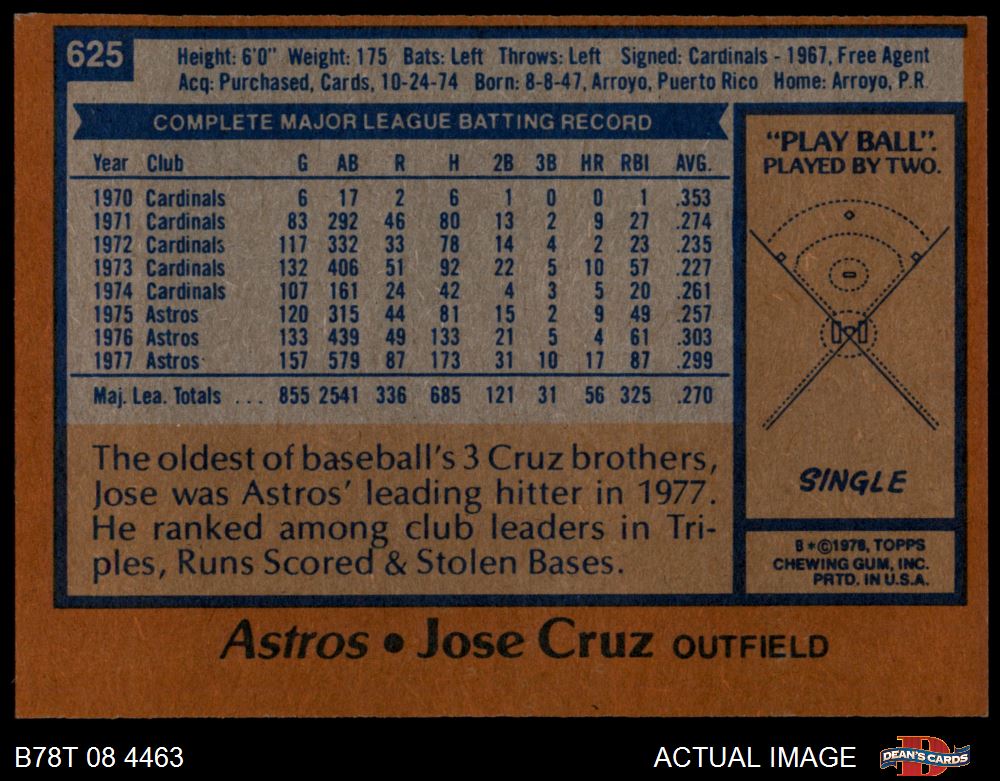 625
Height: 6'0" Weight: 175 Bats: Left Throws: Left Signed: Cardinals - 1967, Free Agent
Acq: Purchased, Cards, 10-24-74 Born: 8-8-47, Arroyo, Puerto Rico Home: Arroyo, P.R.
COMPLETE MAJOR LEAGUE BATTING RECORD
Year Club G AB R H 2B 3B HR RBI AVG.
1970 Cardinals 6 17 2 6 1 0 0 1 .353
1971 Cardinals 83 292 46 80 13 2 9 27 .274
1972 Cardinals 117 332 33 78 14 4 2 23 .235
1973 Cardinals 132 406 51 92 22 5 10 57 .227
1974 Cardinals 107 161 24 42 4 3 5 20 .261
1975 Astros 120 315 44 81 15 2 9 49 .257
1976 Astros 133 439 49 133 21 5 4 61 .303
1977 Astros 157 579 87 173 31 10 17 87 .299
Maj. Lea. Totals ... 855 2541 336 685 121 31 56 325 .270
The oldest of baseball's 3 Cruz brothers,
Jose was Astros' leading hitter in 1977.
He ranked among club leaders in Tri-
ples, Runs Scored & Stolen Bases.
"PLAY BALL".
PLAYED BY TWO.
SINGLE
B*©1978, TOPPS
CHEWING GUM, INC.
PRTD. IN U.S.A.
Astros • Jose Cruz OUTFIELD
B78T 08 4463
ACTUAL IMAGE
DEAN'S CARDS